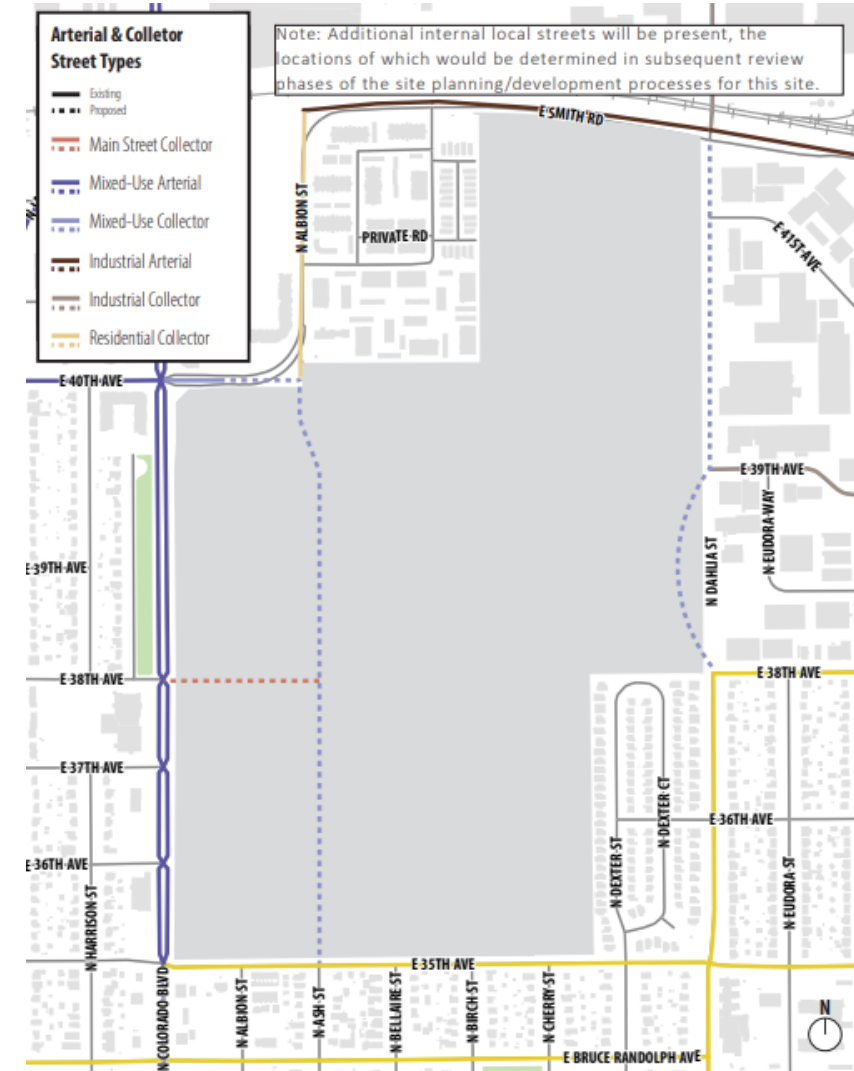 Arterial & Colletor
Street Types
Existing
Proposed
Main Street Collector
Mixed-Use Arterial
Mixed-Use Collector
Industrial Arterial
Industrial Collector
Residential Collector
Note: Additional internal local streets will be present, the
locations of which would be determined in subsequent review
phases of the site planning/development processes for this site.
E SMITH RD
N ALBION ST
PRIVATE RD
E 41ST AVE
E 40TH AVE
E 39TH AVE
N EUDORA WAY
E 39TH AVE
N DAHLIA ST
E 38TH AVE
E 38TH AVE
E 37TH AVE
N DEXTER CT
E 36TH AVE
E 36TH AVE
N DEXTER ST
N EUDORA ST
N HARRISON ST
E 35TH AVE
N COLORADO BLVD
N ALBION ST
N ASH ST
N BELLAIRE ST
N BIRCH ST
N CHERRY ST
E BRUCE RANDOLPH AVE
N